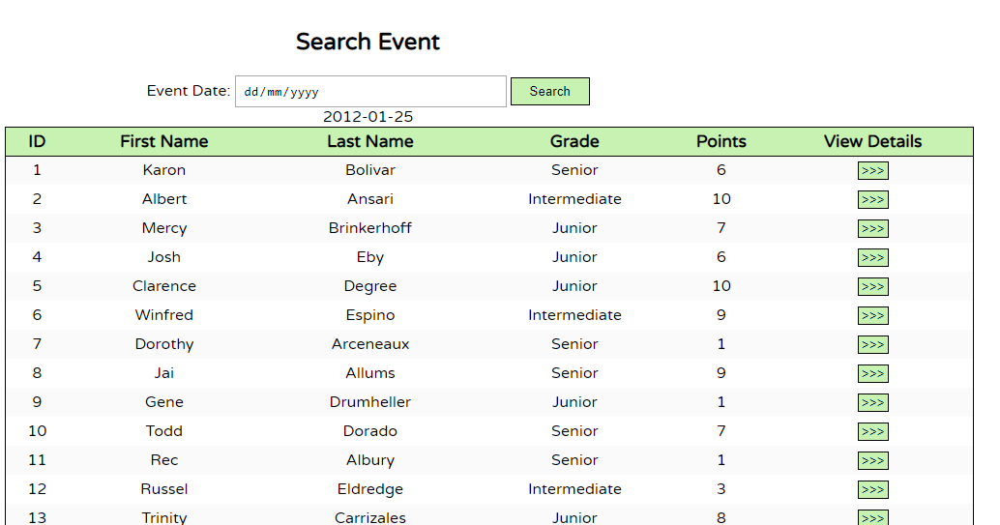 Search Event
Event Date: dd/mm/yyyy Search
2012-01-25
ID First Name Last Name Grade Points View Details
1 Karon Bolivar Senior 6 >>>
2 Albert Ansari Intermediate 10 >>>
3 Mercy Brinkerhoff Junior 7 >>>
4 Josh Eby Junior 6 >>>
5 Clarence Degree Junior 10 >>>
6 Winfred Espino Intermediate 9 >>>
7 Dorothy Arceneaux Senior 1 >>>
8 Jai Allums Senior 9 >>>
9 Gene Drumheller Junior 1 >>>
10 Todd Dorado Senior 7 >>>
11 Rec Albury Senior 1 >>>
12 Russel Eldredge Intermediate 3 >>>
13 Trinity Carrizales Junior 8 >>>